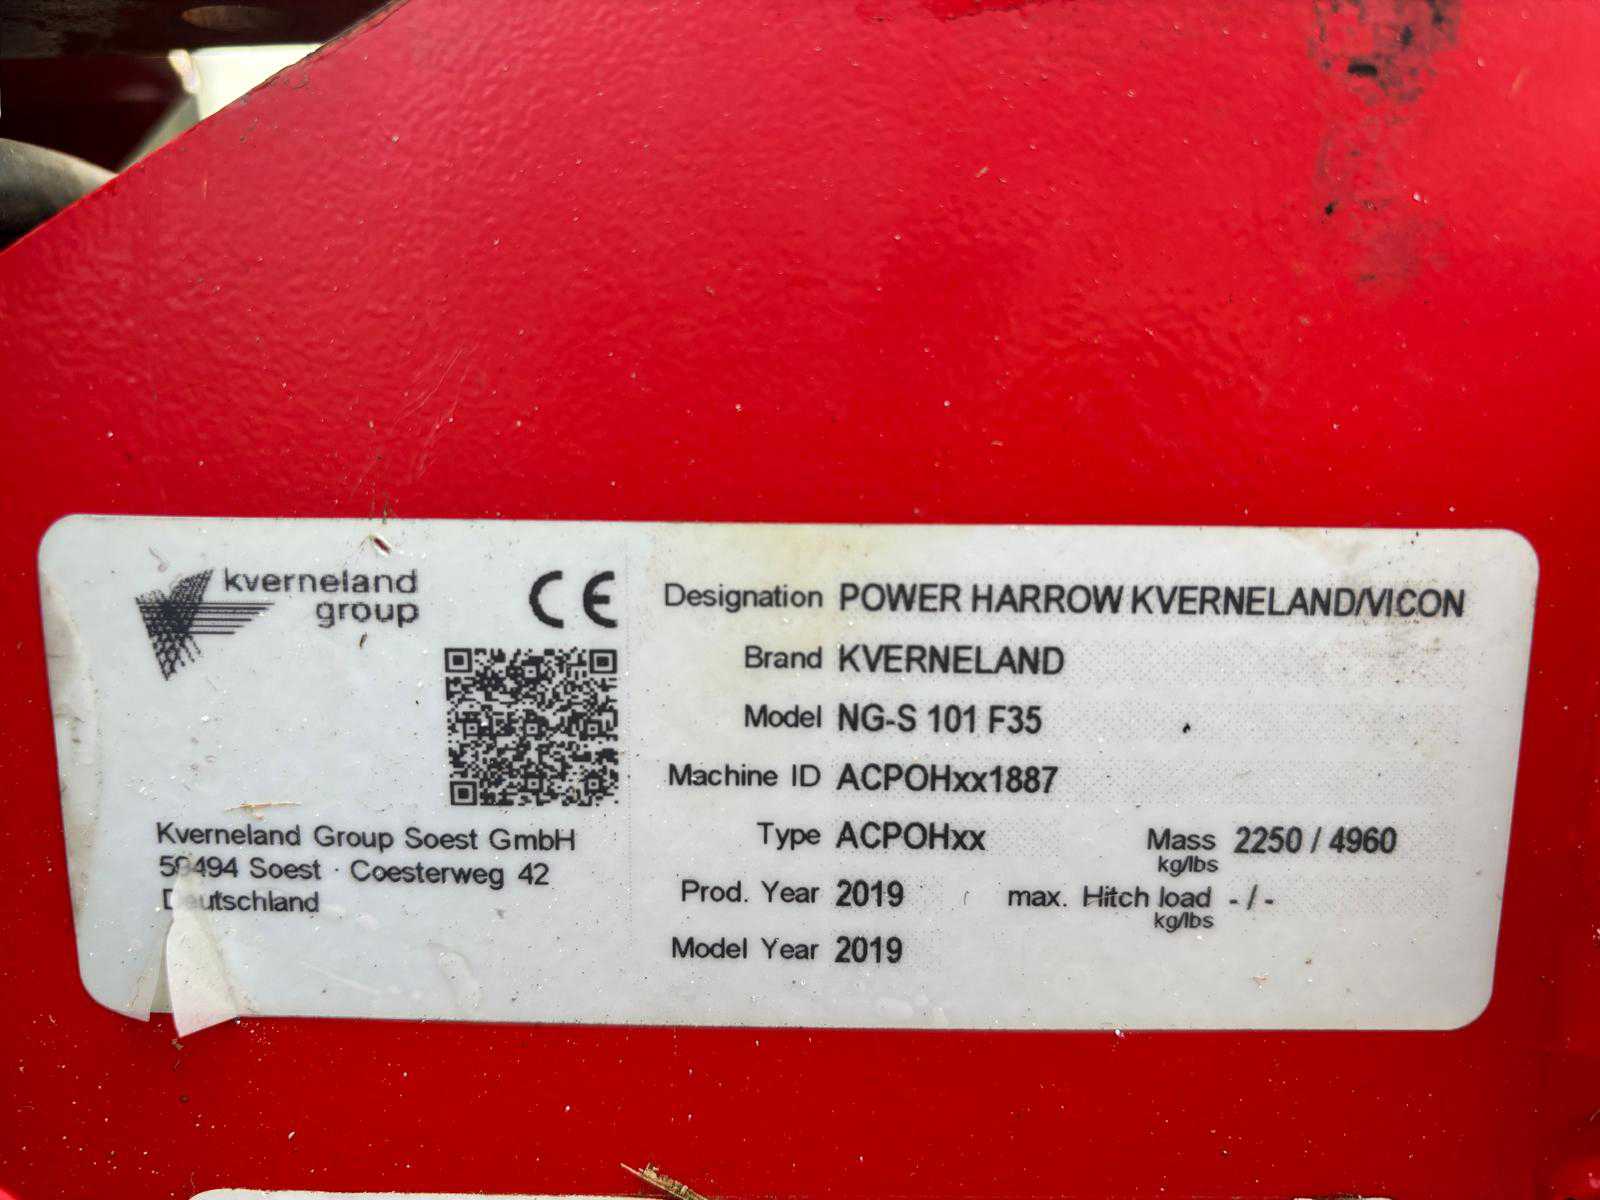 kverneland
group
CE
Designation POWER HARROW KVERNELAND/VICON
Brand KVERNELAND
Model NG-S 101 F35
Machine ID ACPOHxx1887
Type ACPOHxx
Mass 2250 / 4960
kg/lbs
Prod. Year 2019
max. Hitch load - / -
kg/lbs
Model Year 2019
Kverneland Group Soest GmbH
59494 Soest · Coesterweg 42
Deutschland